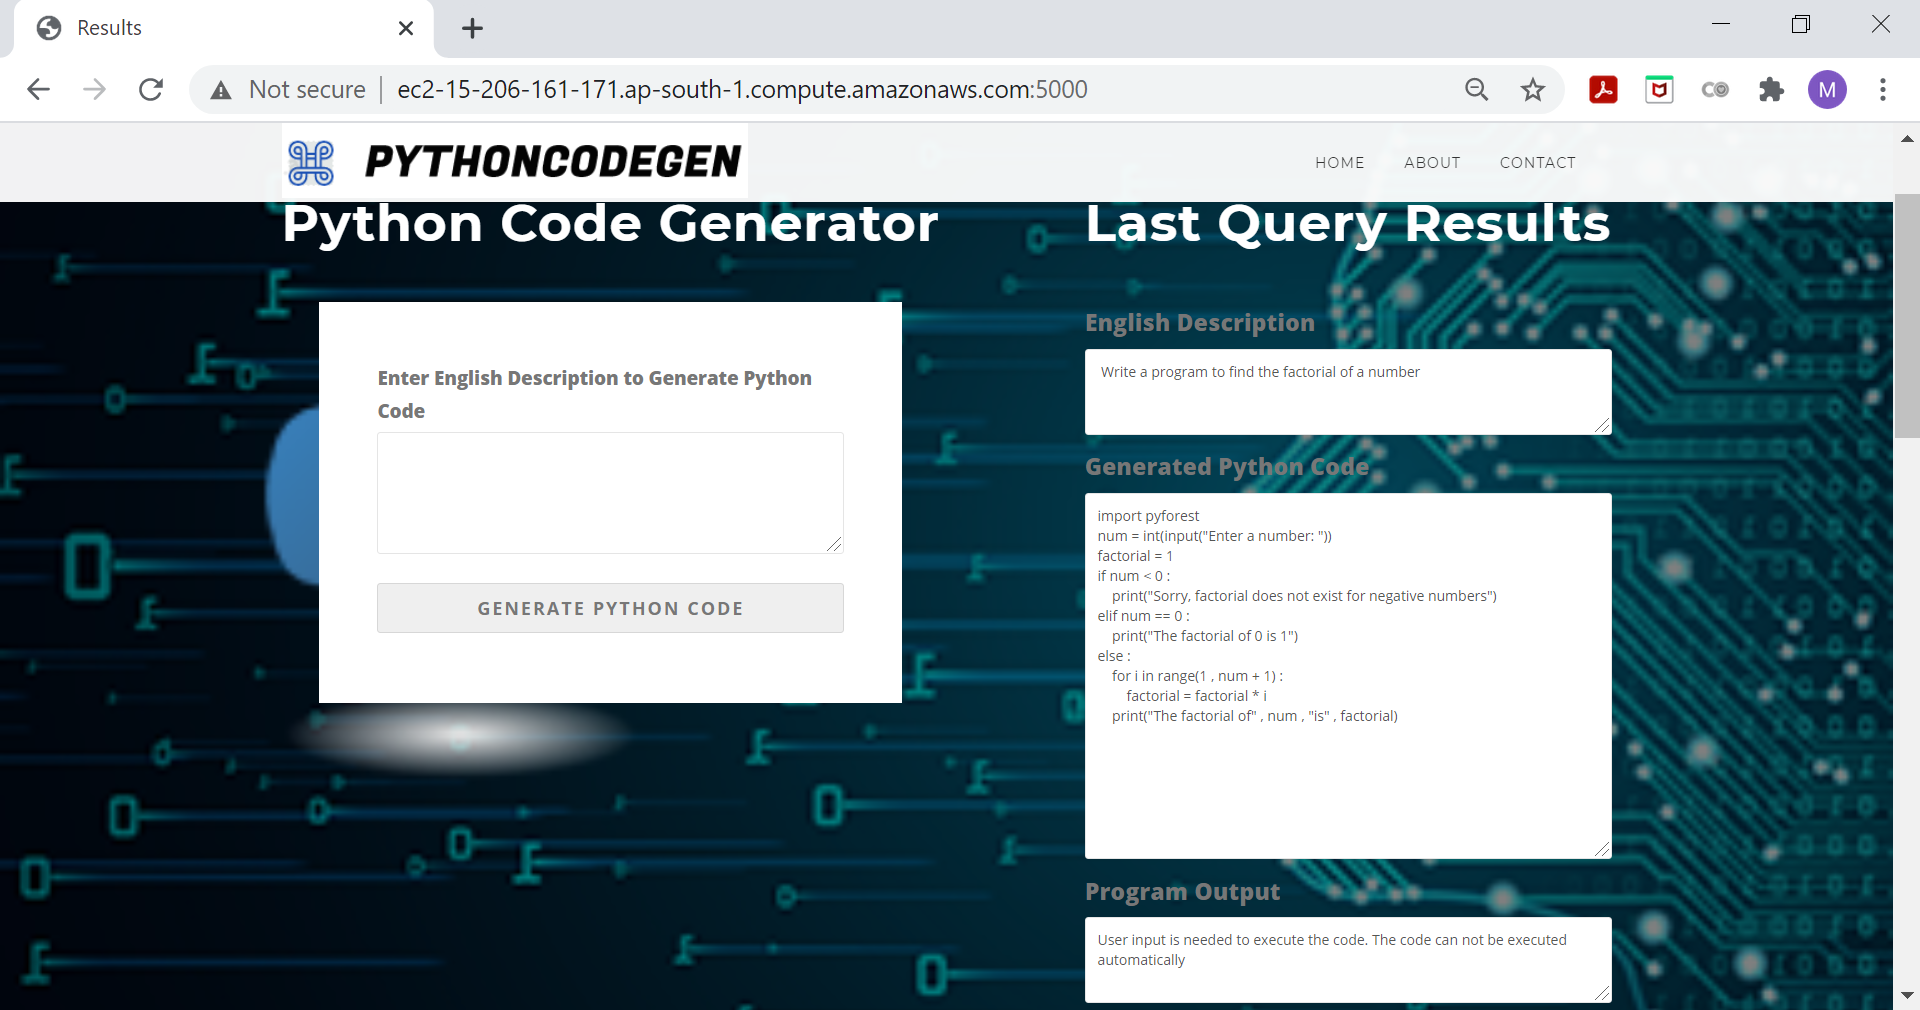 Results
Not secure
ec2-15-206-161-171.ap-south-1.compute.amazonaws.com:5000
M
PYTHONCODEGEN
HOME ABOUT CONTACT
Python Code Generator
Enter English Description to Generate Python
Code
GENERATE PYTHON CODE
Last Query Results
English Description
Write a program to find the factorial of a number
Generated Python Code
import pyforest
num = int(input("Enter a number: "))
factorial = 1
if num < 0 :
    print("Sorry, factorial does not exist for negative numbers")
elif num == 0 :
    print("The factorial of 0 is 1")
else :
    for i in range(1 , num + 1) :
        factorial = factorial * i
    print("The factorial of" , num , "is" , factorial)
Program Output
User input is needed to execute the code. The code can not be executed
automatically